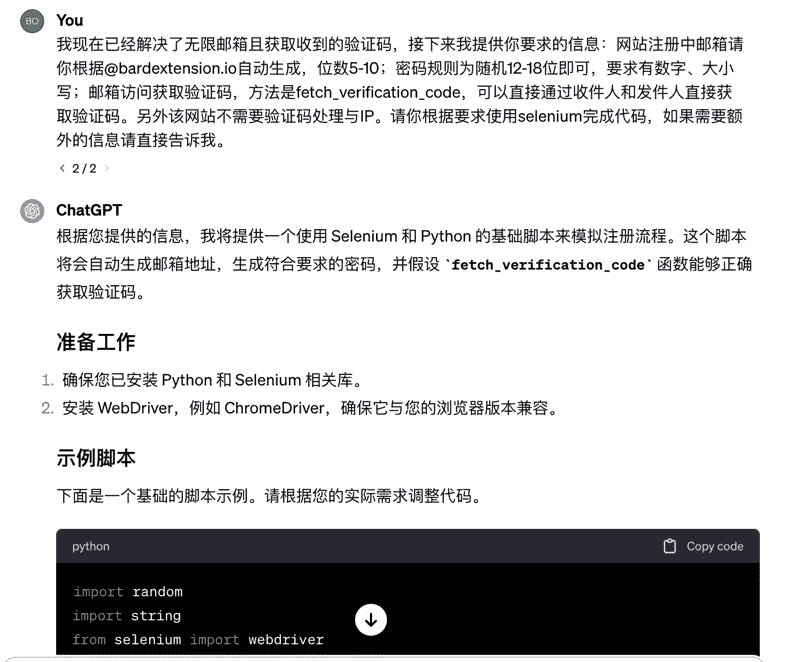 BO
You
我现在已经解决了无限邮箱且获取收到的验证码，接下来我提供你要求的信息：网站注册中邮箱请
你根据@bardextension.io自动生成，位数5-10；密码规则为随机12-18位即可，要求有数字、大小
写；邮箱访问获取验证码，方法是fetch_verification_code，可以直接通过收件人和发件人直接获
取验证码。另外该网站不需要验证码处理与IP。请你根据要求使用selenium完成代码，如果需要额
外的信息请直接告诉我。
< 2/2 >
ChatGPT
根据您提供的信息，我将提供一个使用 Selenium 和 Python 的基础脚本来模拟注册流程。这个脚本
将会自动生成邮箱地址，生成符合要求的密码，并假设 `fetch_verification_code` 函数能够正确
获取验证码。
准备工作
1. 确保您已安装 Python 和 Selenium 相关库。
2. 安装 WebDriver，例如 ChromeDriver，确保它与您的浏览器版本兼容。
示例脚本
下面是一个基础的脚本示例。请根据您的实际需求调整代码。
python Copy code
import random
import string
from selenium import webdriver